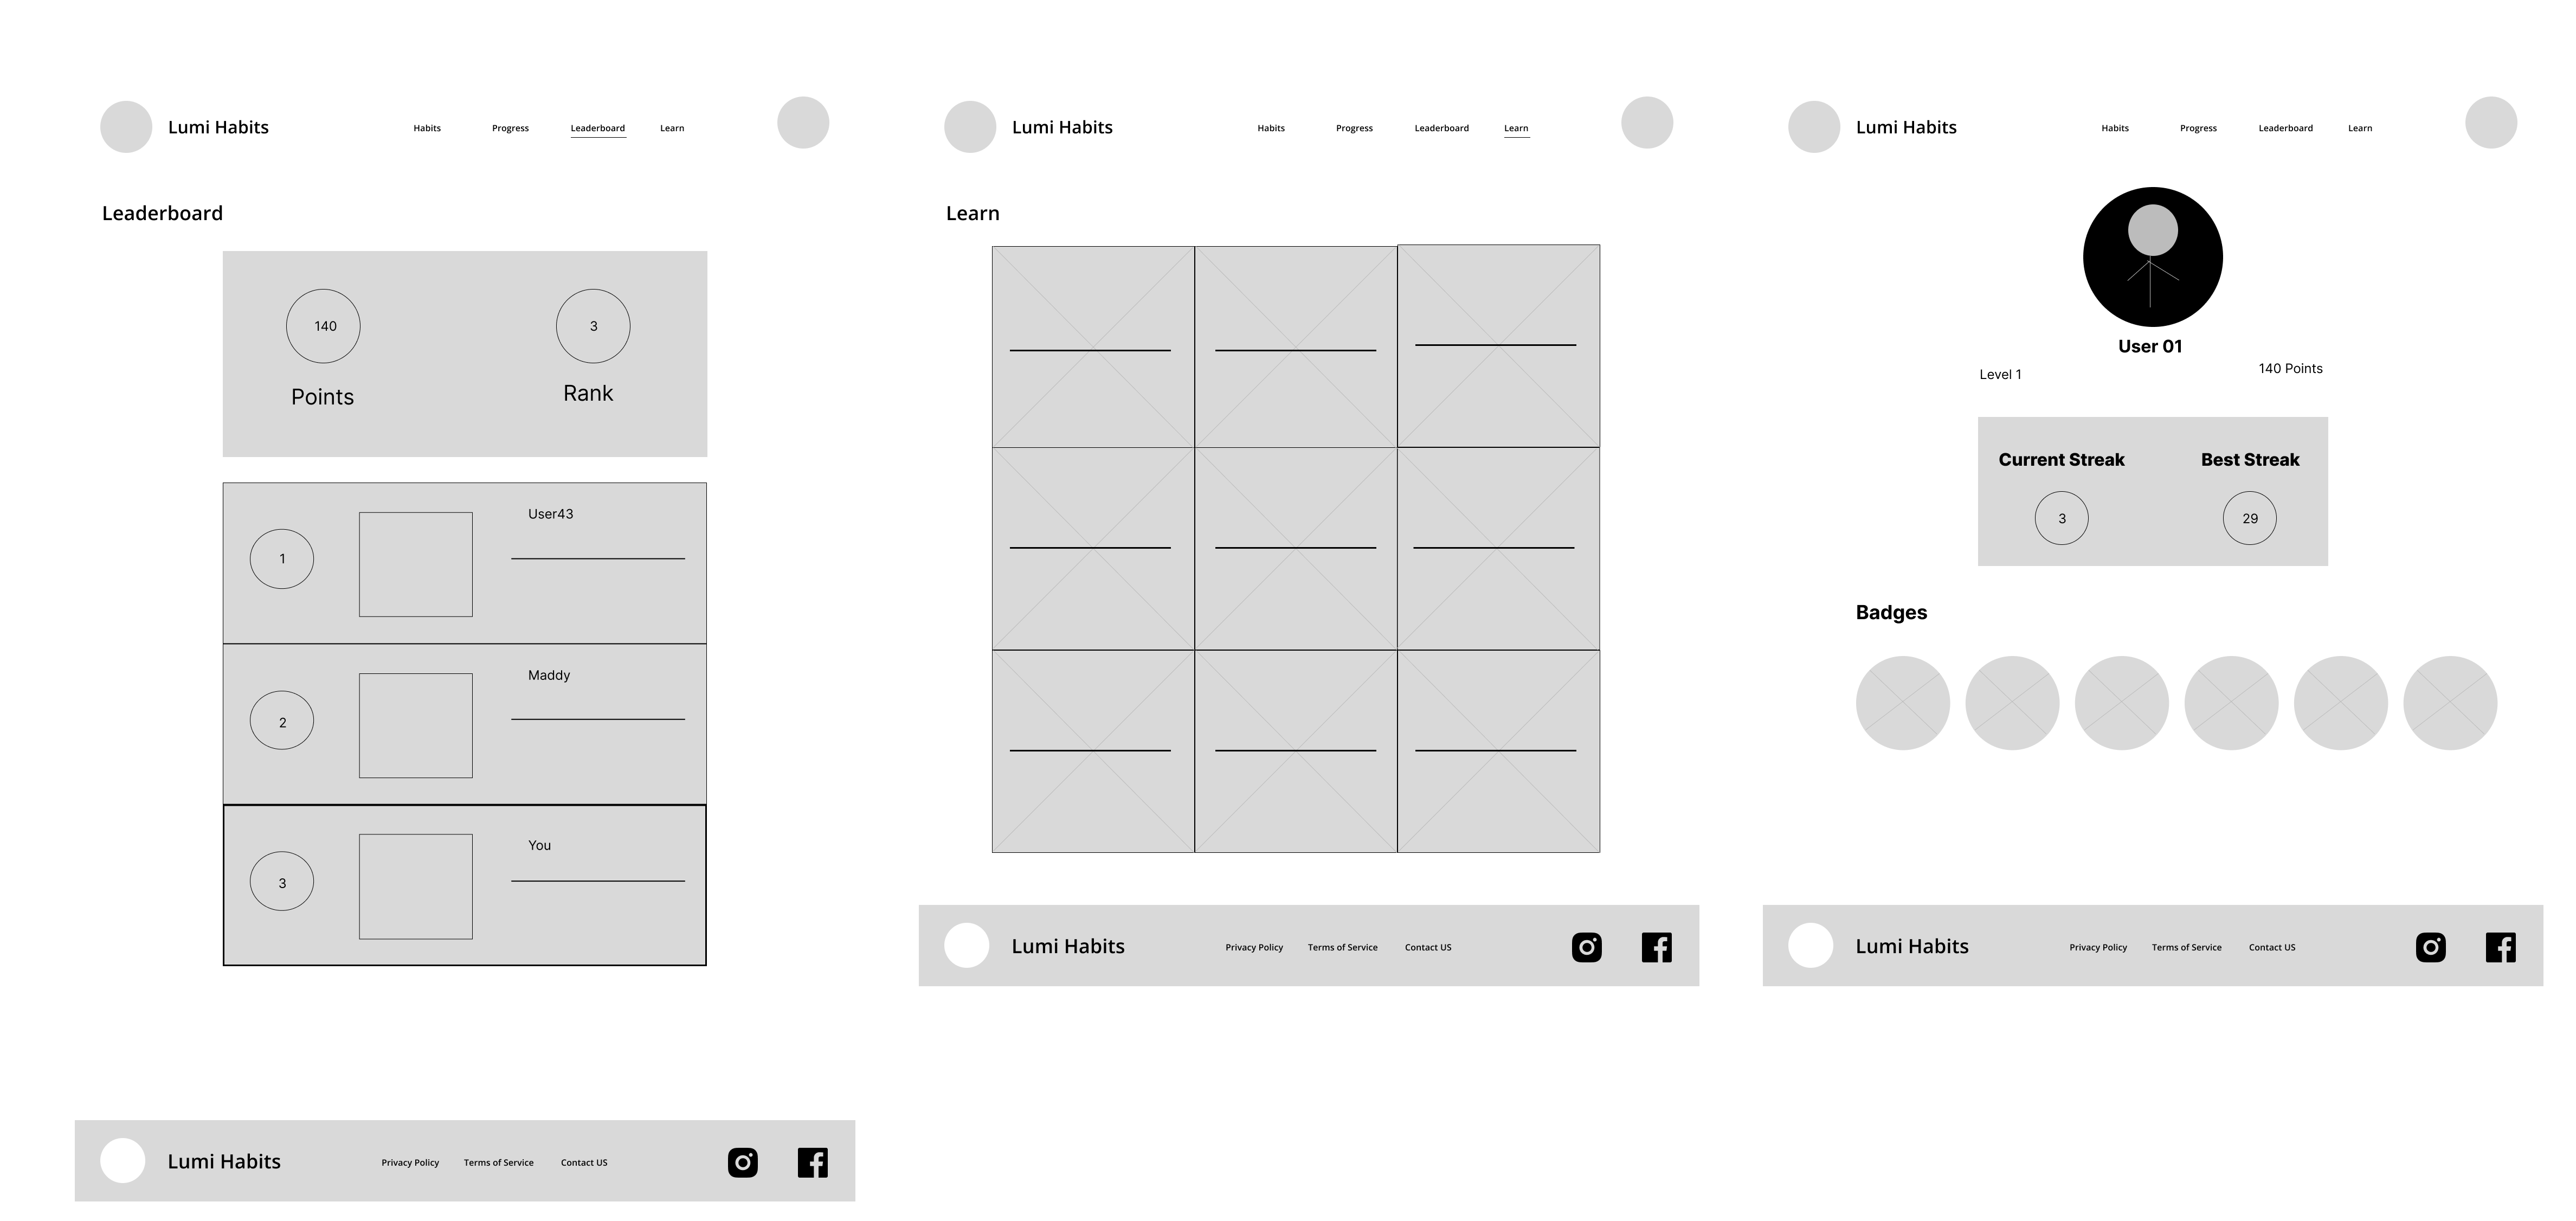 Lumi Habits
Habits Progress Leaderboard Learn
Leaderboard
140 3
Points Rank
1 User43
2 Maddy
3 You
Lumi Habits Privacy Policy Terms of Service Contact US
Lumi Habits
Habits Progress Leaderboard Learn
Learn
Lumi Habits Privacy Policy Terms of Service Contact US
Lumi Habits
Habits Progress Leaderboard Learn
User 01
Level 1 140 Points
Current Streak Best Streak
3 29
Badges
Lumi Habits Privacy Policy Terms of Service Contact US